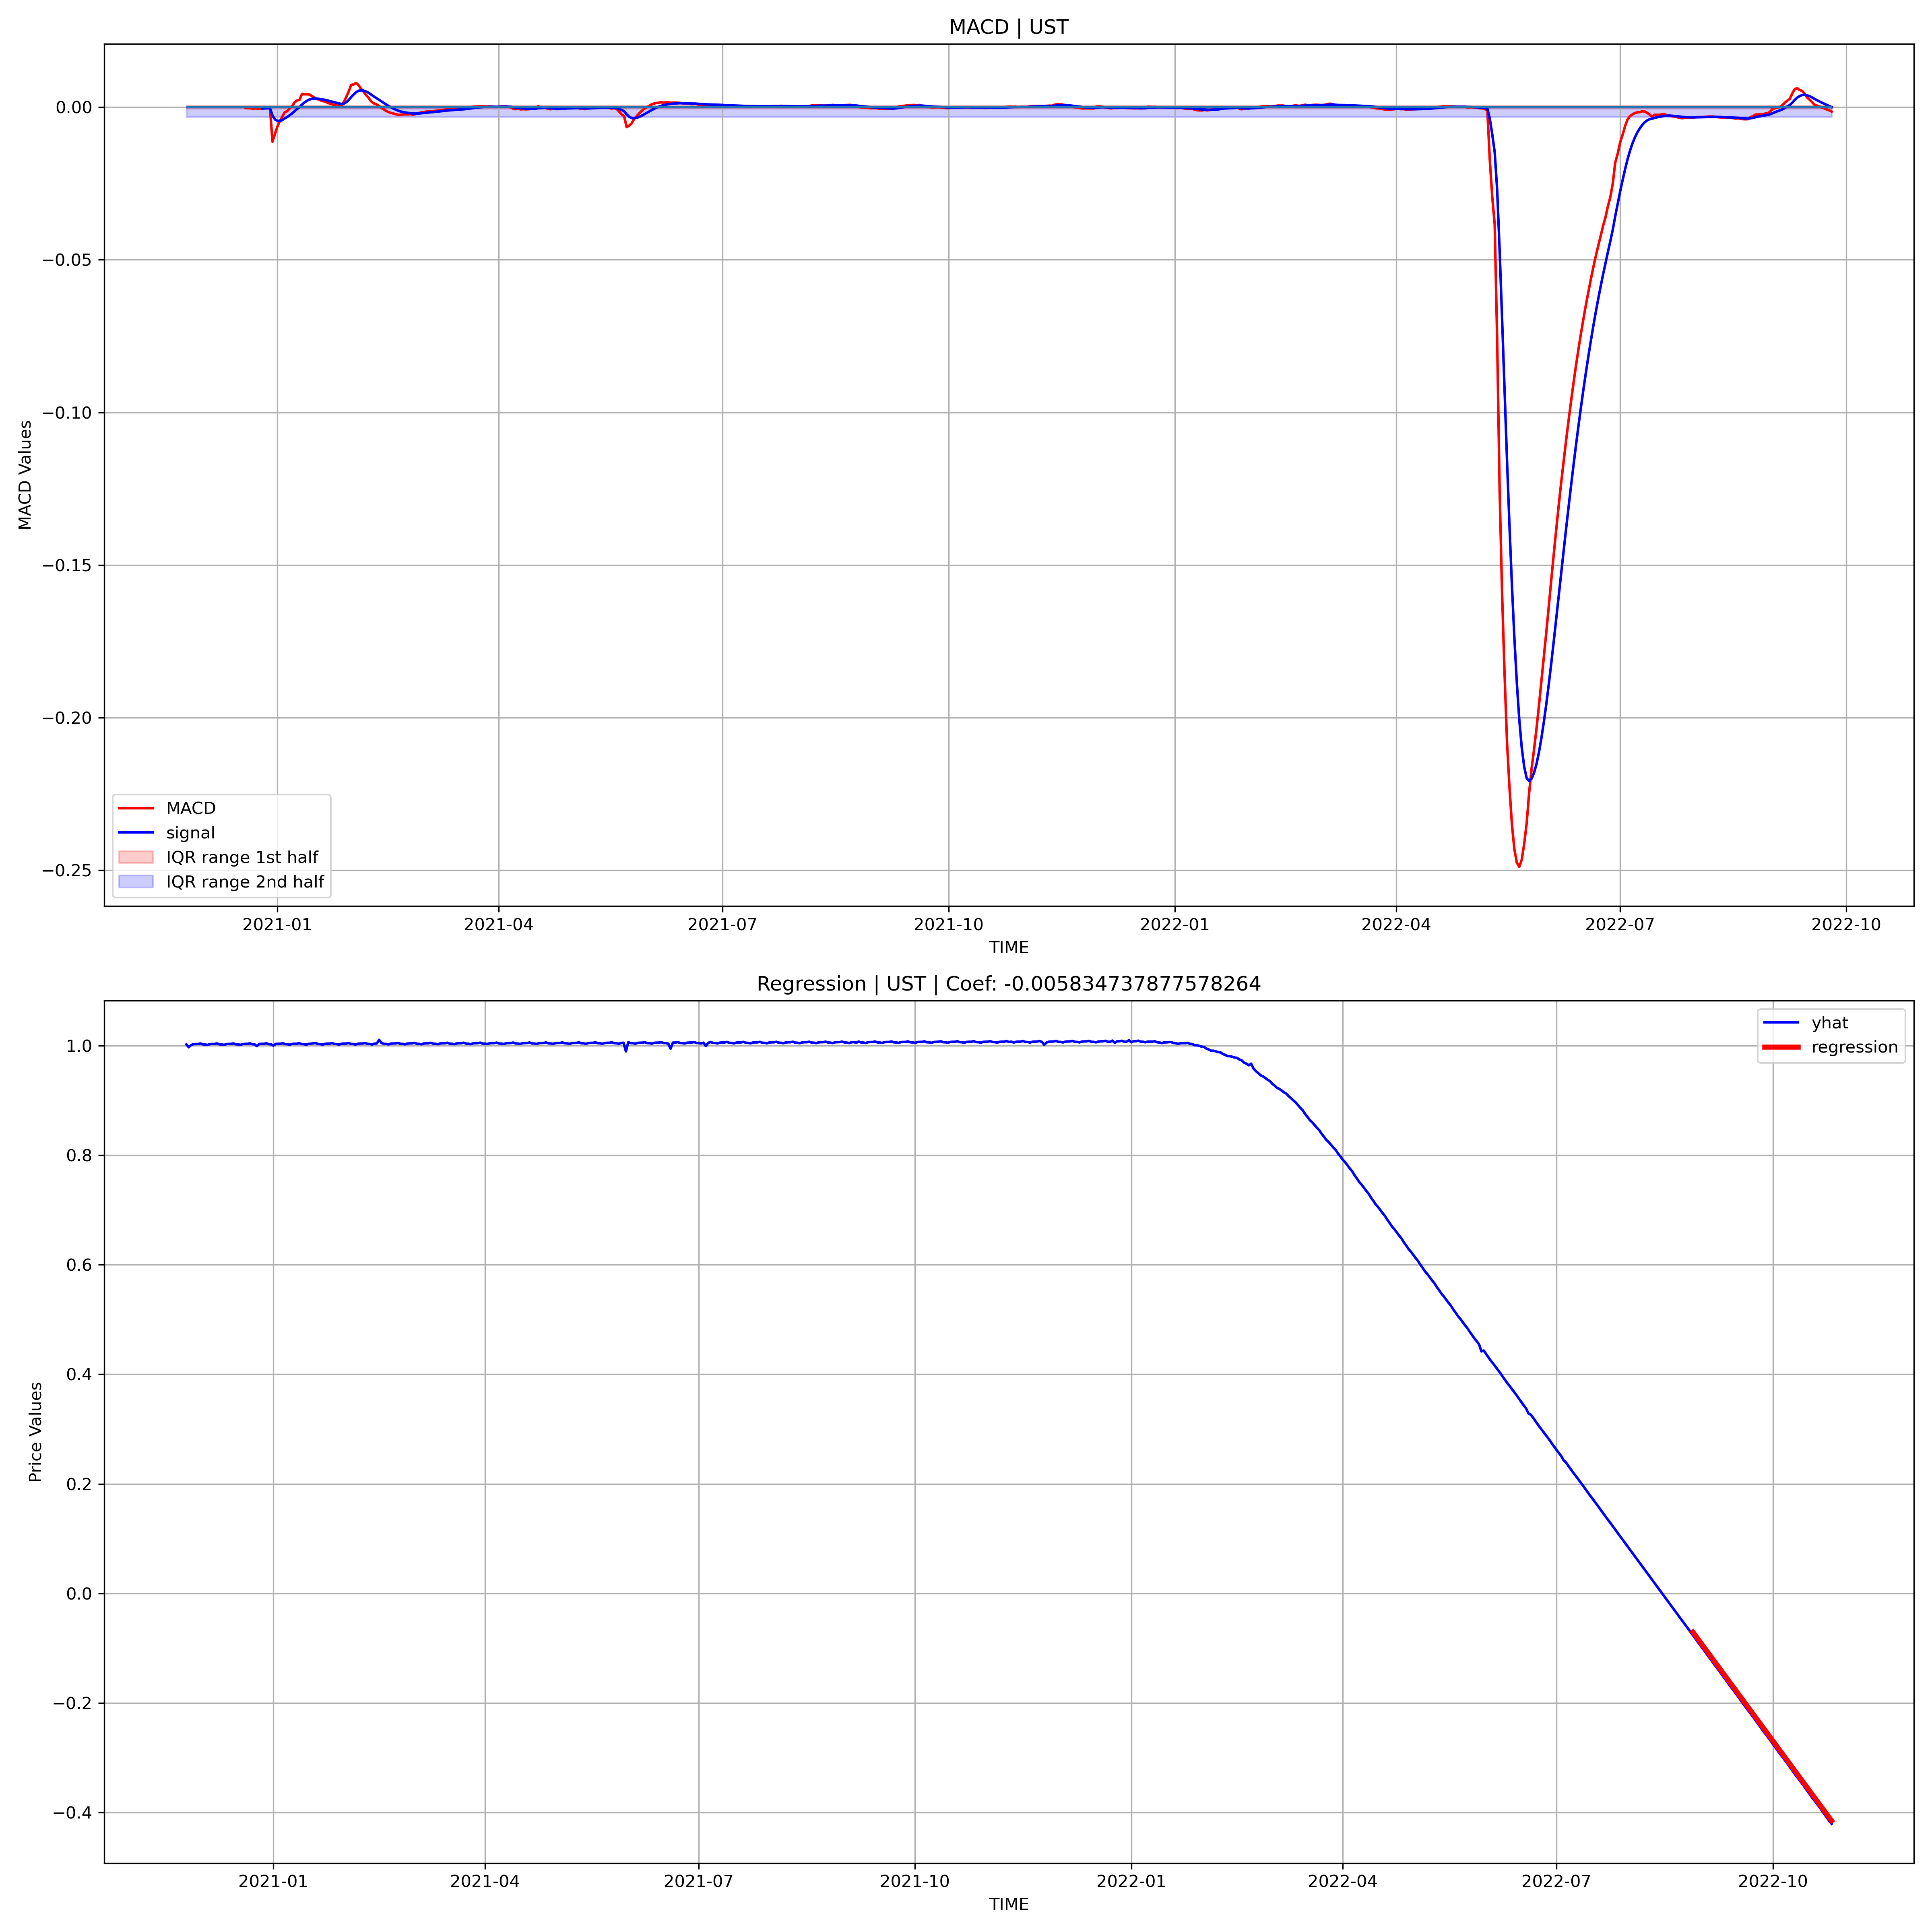 MACD | UST
0.00
−0.05
−0.10
−0.15
−0.20
−0.25
MACD Values
MACD
signal
IQR range 1st half
IQR range 2nd half
2021-01 2021-04 2021-07 2021-10 2022-01 2022-04 2022-07 2022-10
TIME
Regression | UST | Coef: -0.005834737877578264
1.0
0.8
0.6
0.4
0.2
0.0
−0.2
−0.4
Price Values
yhat
regression
2021-01 2021-04 2021-07 2021-10 2022-01 2022-04 2022-07 2022-10
TIME